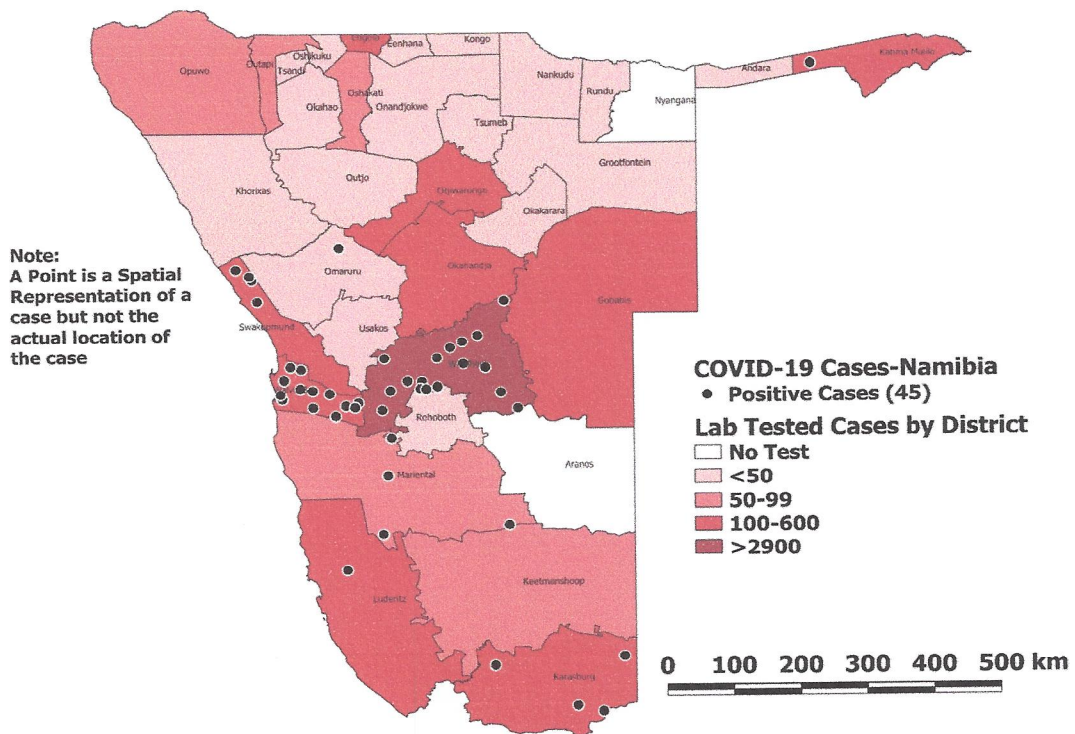 Engela
Eenhana
Kongo
Oshikuku
Outapi
Tsandi
Opuwo
Nankudu
Andara
Katima Mulilo
Okahao
Oshakati
Onandjokwe
Rundu
Nyangana
Tsumeb
Grootfontein
Khorixas
Outjo
Otjiwarongo
Okakarara
Omaruru
Okahandja
Gobabis
Note:
A Point is a Spatial
Representation of a
case but not the
actual location of
the case
Swakopmund
Usakos
Rehoboth
Aranos
Mariental
Keetmanshoop
Luderitz
Karasburg
COVID-19 Cases-Namibia
Positive Cases (45)
Lab Tested Cases by District
No Test
<50
50-99
100-600
>2900
0 100 200 300 400 500 km